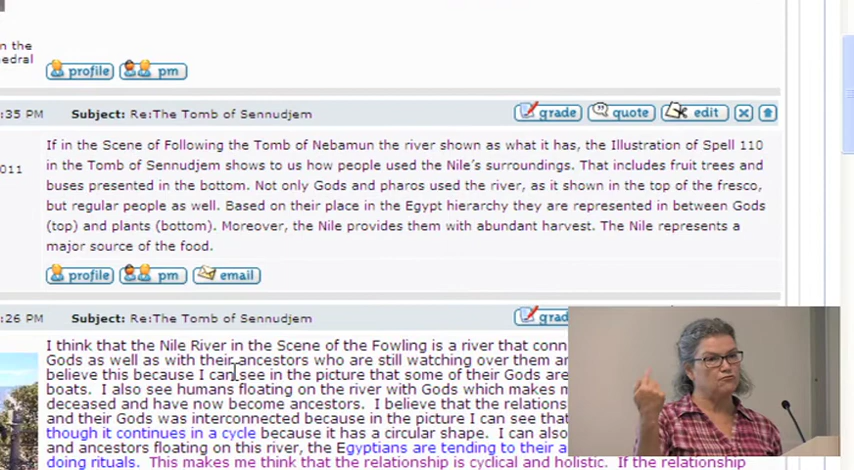 n the
edral
profile pm
:35 PM Subject: Re:The Tomb of Sennudjem grade quote edit
011
If in the Scene of Following the Tomb of Nebamun the river shown as what it has, the Illustration of Spell 110
in the Tomb of Sennudjem shows to us how people used the Nile's surroundings. That includes fruit trees and
buses presented in the bottom. Not only Gods and pharos used the river, as it shown in the top of the fresco,
but regular people as well. Based on their place in the Egypt hierarchy they are represented in between Gods
(top) and plants (bottom). Moreover, the Nile provides them with abundant harvest. The Nile represents a
major source of the food.
profile pm email
:26 PM Subject: Re:The Tomb of Sennudjem grad
I think that the Nile River in the Scene of the Fowling is a river that conn
Gods as well as with their ancestors who are still watching over them an
believe this because I can see in the picture that some of their Gods are
boats. I also see humans floating on the river with Gods which makes m
deceased and have now become ancestors. I believe that the relations
and their Gods was interconnected because in the picture I can see that
though it continues in a cycle because it has a circular shape. I can also
and ancestors floating on this river, the Egyptians are tending to their a
doing rituals. This makes me think that the relationship is cyclical and holistic. If the relationship